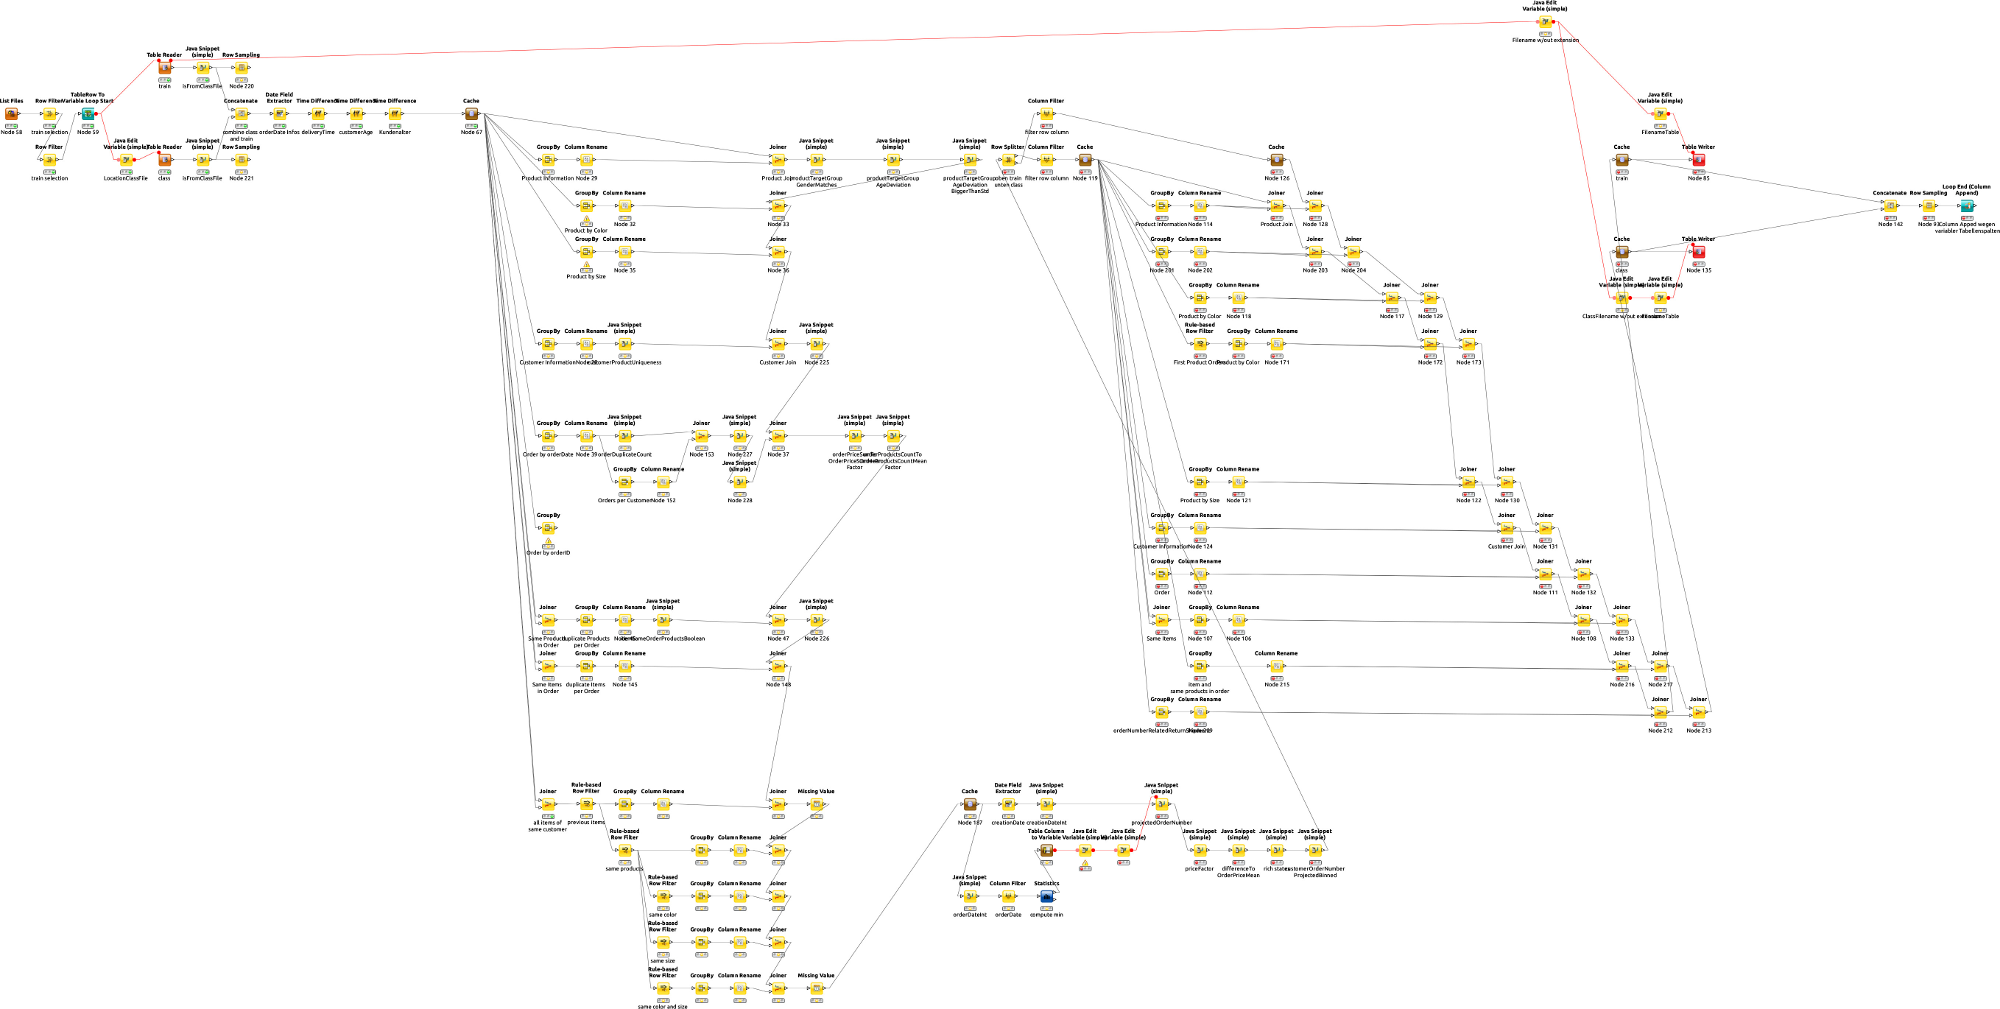 Java Edit
Variable (simple)
Filename w/out extension
Table Reader
train
Java Snippet
(simple)
IsFromClassFile
Row Sampling
Node 220
List Files
Node 58
Row Filter
train selection
TableRow To
Variable Loop Start
Node 59
Concatenate
combine class
and train
Date Field
Extractor
orderDate Infos
Time Difference
deliveryTime
Time Difference
customerAge
Time Difference
Kundenalter
Cache
Node 67
Row Filter
train selection
Java Edit
Variable (simple)
LocationClassFile
Table Reader
class
Java Snippet
(simple)
IsFromClassFile
Row Sampling
Node 221
GroupBy
Product Information
Column Rename
Node 29
Joiner
Product Join
Java Snippet
(simple)
productTargetGroup
GenderMatches
Java Snippet
(simple)
productTargetGroup
AgeDeviation
Java Snippet
(simple)
productTargetGroup
AgeDeviation
BiggerThanStd
Row Splitter
oben train
unten class
Column Filter
filter row column
Column Filter
filter row column
Cache
Node 119
Cache
Node 126
GroupBy
Product by Color
Column Rename
Node 32
Joiner
Node 33
GroupBy
Product by Size
Column Rename
Node 35
Joiner
Node 36
GroupBy
Customer Information
Column Rename
Java Snippet
(simple)
customerProductUniqueness
Joiner
Customer Join
Java Snippet
(simple)
Node 225
GroupBy
Order by orderDate
Column Rename
Node 39
Java Snippet
(simple)
orderDuplicateCount
Joiner
Node 153
Java Snippet
(simple)
Node 227
Joiner
Node 37
Java Snippet
(simple)
Factor
Java Snippet
(simple)
Factor
GroupBy
Orders per Customer
Column Rename
Node 152
Java Snippet
(simple)
Node 228
GroupBy
Order by orderID
Joiner
Same Products
in Order
GroupBy
duplicate Products
per Order
Column Rename
Java Snippet
(simple)
Joiner
Node 47
Java Snippet
(simple)
Node 226
Joiner
Same Items
in Order
GroupBy
duplicate Items
per Order
Column Rename
Node 145
Joiner
Node 148
Joiner
all items of
same customer
Rule-based
Row Filter
previous items
GroupBy
Column Rename
Joiner
Missing Value
Rule-based
Row Filter
same products
GroupBy
Column Rename
Joiner
Rule-based
Row Filter
same color
GroupBy
Column Rename
Joiner
Rule-based
Row Filter
same size
GroupBy
Column Rename
Joiner
Rule-based
Row Filter
same color and size
GroupBy
Column Rename
Joiner
Missing Value
Cache
Node 187
Date Field
Extractor
creationDate
Java Snippet
(simple)
creationDateInt
Java Snippet
(simple)
projectedOrderNumber
Table Column
to Variable
Java Edit
Variable (simple)
Java Edit
Variable (simple)
Java Snippet
(simple)
priceFactor
Java Snippet
(simple)
differenceTo
OrderPriceMean
Java Snippet
(simple)
rich states
Java Snippet
(simple)
customerOrderNumber
ProjectedBinned
Java Snippet
(simple)
orderDateInt
Column Filter
orderDate
Statistics
compute min
GroupBy
Product Information
Column Rename
Node 114
Joiner
Product Join
Joiner
Node 128
GroupBy
Node 201
Column Rename
Node 202
Joiner
Node 203
Joiner
Node 204
GroupBy
Product by Color
Column Rename
Node 118
Joiner
Node 117
Joiner
Node 129
Rule-based
Row Filter
First Product Order
GroupBy
Product by Color
Column Rename
Node 171
Joiner
Node 172
Joiner
Node 173
GroupBy
Product by Size
Column Rename
Node 121
Joiner
Node 122
Joiner
Node 130
GroupBy
Customer Information
Column Rename
Node 124
Joiner
Customer Join
Joiner
Node 131
GroupBy
Order
Column Rename
Node 112
Joiner
Node 111
Joiner
Node 132
Joiner
Same Items
GroupBy
Node 107
Column Rename
Node 106
Joiner
Node 108
Joiner
Node 133
GroupBy
item and
same products in order
Column Rename
Node 215
Joiner
Node 216
Joiner
Node 217
GroupBy
Column Rename
Joiner
Node 212
Joiner
Node 213
Java Edit
Variable (simple)
FilenameTable
Cache
train
Table Writer
Node 85
Cache
class
Table Writer
Node 135
Java Edit
Variable (simple)
Java Edit
Variable (simple)
FilenameTable
Concatenate
Node 142
Row Sampling
Node 93
Loop End (Column
Append)
Column Apped wegen
variabler Tabellenspalten